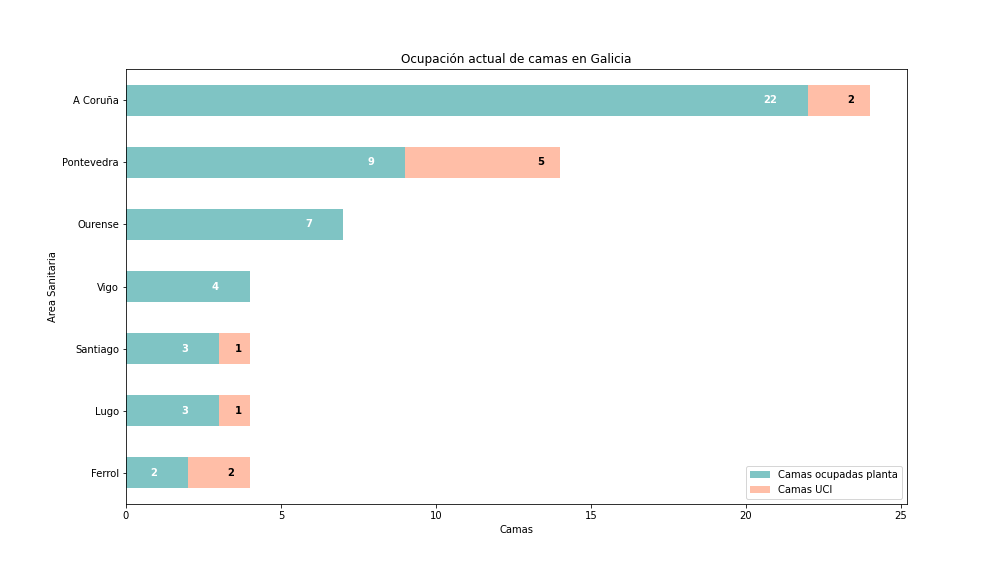 Ocupación actual de camas en Galicia
A Coruña 22 2
Pontevedra 9 5
Ourense 7
Vigo 4
Santiago 3 1
Lugo 3 1
Ferrol 2 2
Area Sanitaria
Camas ocupadas planta
Camas UCI
0 5 10 15 20 25
Camas